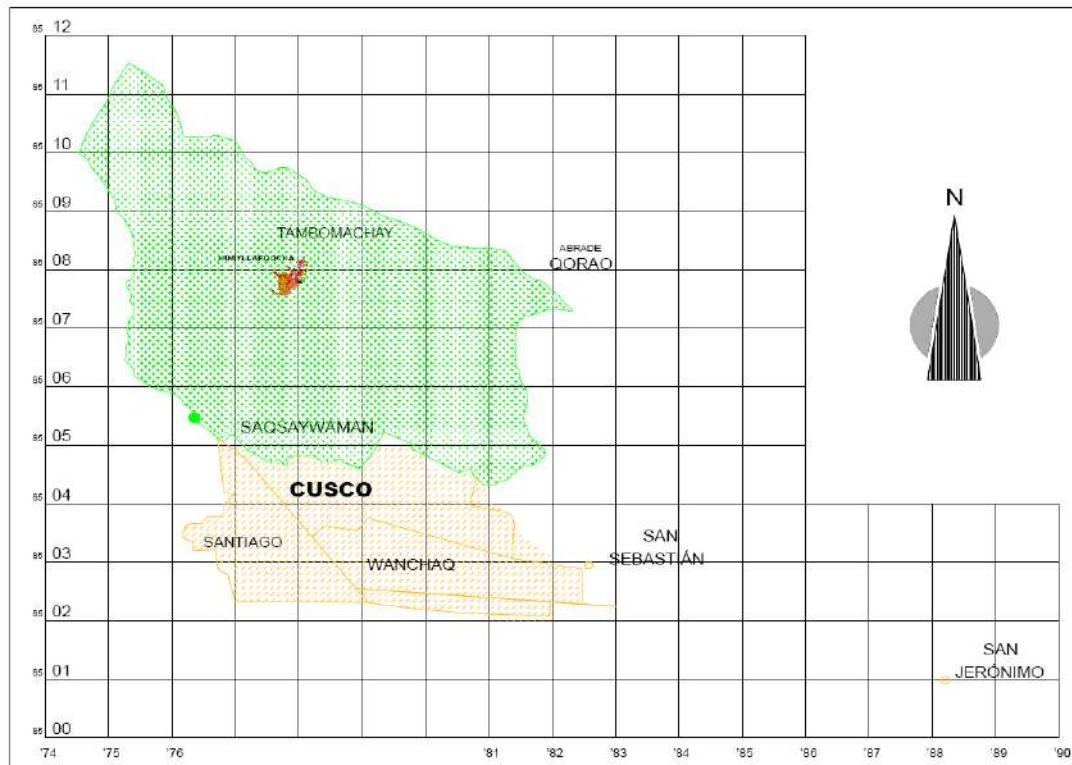 85 12
85 11
85 10
85 09
85 08
85 07
85 06
85 05
85 04
85 03
85 02
85 01
85 00
TAMBOMACHAY
ABRADE
QORAO
N
SAQSAYWAMAN
CUSCO
SANTIAGO
WANCHAQ
SAN
SEBASTIÁN
SAN
JERÓNIMO
'74 '75 '76 '81 '82 '83 '84 '85 '86 '87 '88 '89 '90